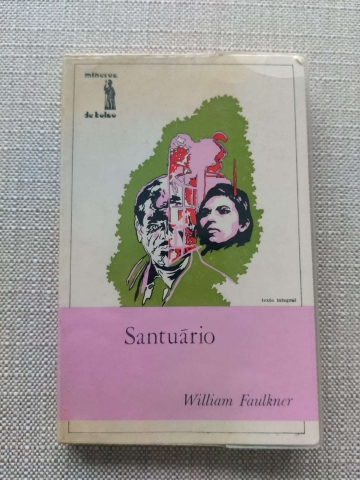 minerva
de bolso
texto integral
Santuário
William Faulkner